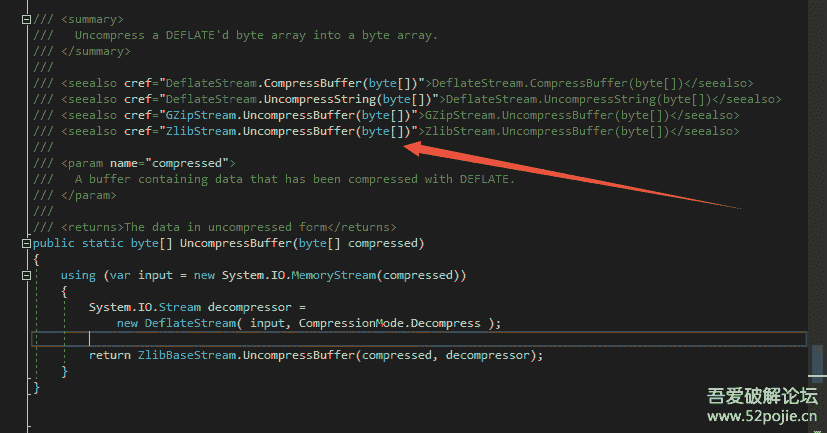 /// <summary>
///   Uncompress a DEFLATE'd byte array into a byte array.
/// </summary>
///
/// <seealso cref="DeflateStream.CompressBuffer(byte[])">DeflateStream.CompressBuffer(byte[])</seealso>
/// <seealso cref="DeflateStream.UncompressString(byte[])">DeflateStream.UncompressString(byte[])</seealso>
/// <seealso cref="GZipStream.UncompressBuffer(byte[])">GZipStream.UncompressBuffer(byte[])</seealso>
/// <seealso cref="ZlibStream.UncompressBuffer(byte[])">ZlibStream.UncompressBuffer(byte[])</seealso>
///
/// <param name="compressed">
///   A buffer containing data that has been compressed with DEFLATE.
/// </param>
///
/// <returns>The data in uncompressed form</returns>
public static byte[] UncompressBuffer(byte[] compressed)
{
    using (var input = new System.IO.MemoryStream(compressed))
    {
        System.IO.Stream decompressor =
            new DeflateStream( input, CompressionMode.Decompress );
        return ZlibBaseStream.UncompressBuffer(compressed, decompressor);
    }
}
吾爱破解论坛
www.52pojie.cn